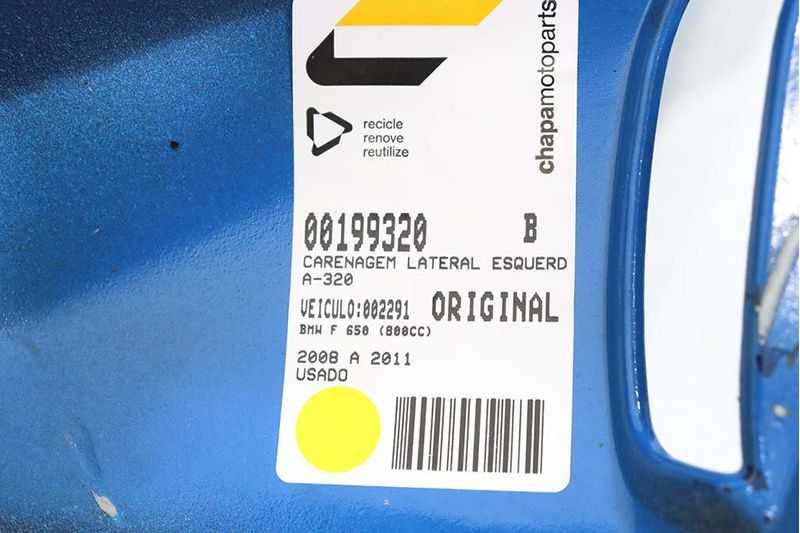 chapamotoparts
recicle
renove
reutilize
00199320 B
CARENAGEM LATERAL ESQUERD
A-320
VEICULO:002291 ORIGINAL
BMW F 650 (800CC)
2008 A 2011
USADO